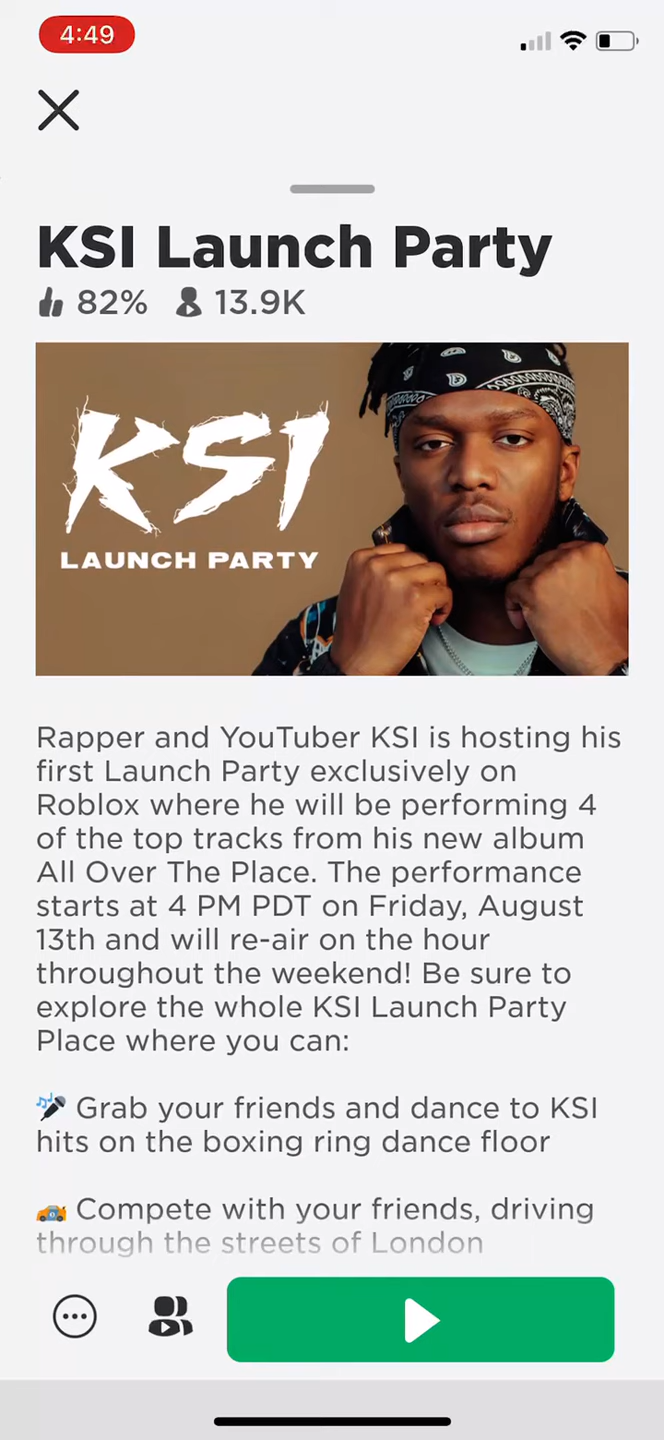 4:49
KSI Launch Party
82% 13.9K
KSI
LAUNCH PARTY
Rapper and YouTuber KSI is hosting his
first Launch Party exclusively on
Roblox where he will be performing 4
of the top tracks from his new album
All Over The Place. The performance
starts at 4 PM PDT on Friday, August
13th and will re-air on the hour
throughout the weekend! Be sure to
explore the whole KSI Launch Party
Place where you can:
🎤 Grab your friends and dance to KSI
hits on the boxing ring dance floor
🚗 Compete with your friends, driving
through the streets of London